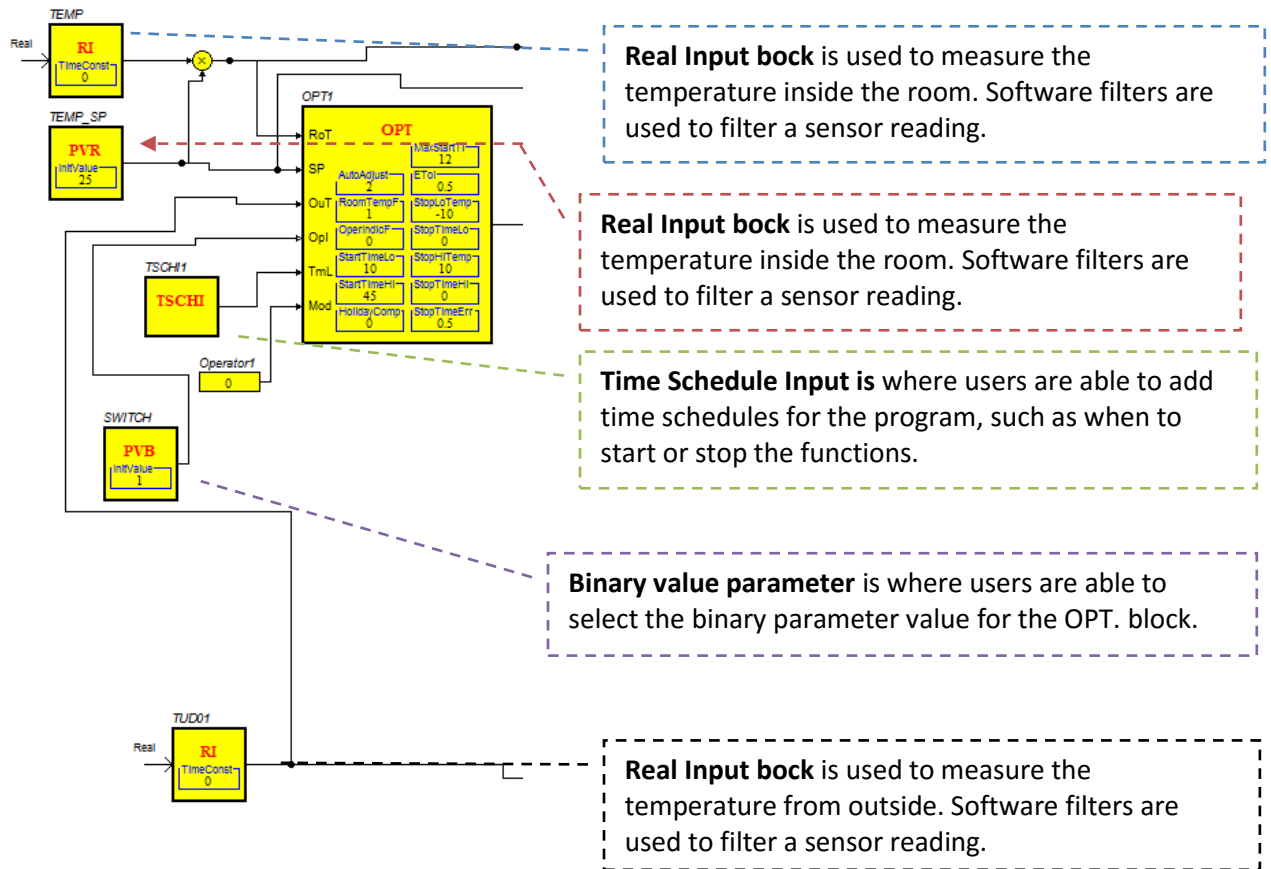 TEMP
Real
RI
TimeConst
0
Real Input bock is used to measure the
temperature inside the room. Software filters are
used to filter a sensor reading.
TEMP_SP
PVR
InitValue
25
OPT1
OPT
RoT
SP
OuT
OpI
TmL
Mod
MaxStartTi
12
AutoAdjust
2
ETol
0.5
RoomTempF
1
StopLoTemp
-10
OperIndicF
0
StopTimeLo
0
StartTimeLo
10
StopHiTemp
10
StartTimeHi
45
StopTimeHi
0
HolidayComp
0
StopTimeErr
0.5
Real Input bock is used to measure the
temperature inside the room. Software filters are
used to filter a sensor reading.
TSCHI1
TSCHI
Operator1
0
Time Schedule Input is where users are able to add
time schedules for the program, such as when to
start or stop the functions.
SWITCH
PVB
InitValue
1
Binary value parameter is where users are able to
select the binary parameter value for the OPT. block.
TUD01
Real
RI
TimeConst
0
Real Input bock is used to measure the
temperature from outside. Software filters are
used to filter a sensor reading.